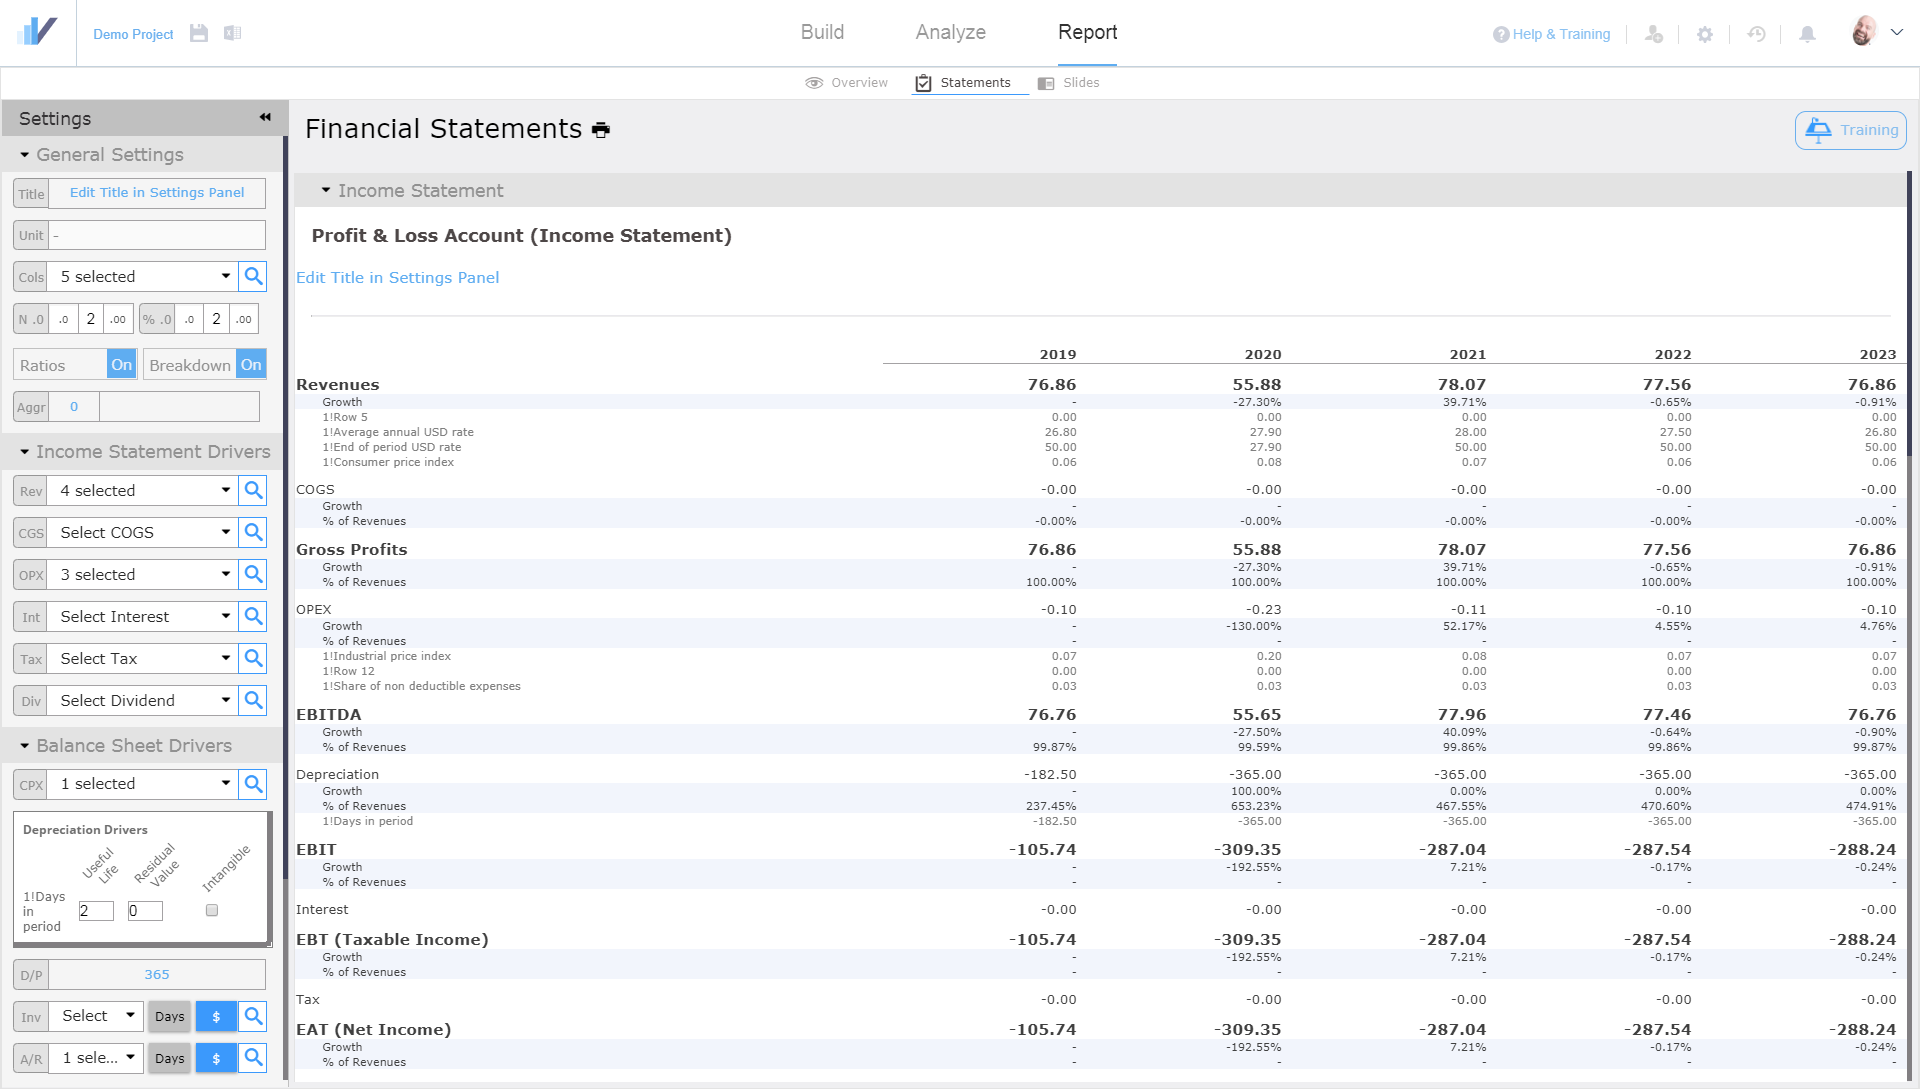 Demo Project
Build Analyze Report
Help & Training
Overview Statements Slides
Settings
General Settings
Title Edit Title in Settings Panel
Unit -
Cols 5 selected
N .0 .0 2 .00 % .0 .0 2 .00
Ratios On Breakdown On
Aggr 0
Income Statement Drivers
Rev 4 selected
CGS Select COGS
OPX 3 selected
Int Select Interest
Tax Select Tax
Div Select Dividend
Balance Sheet Drivers
CPX 1 selected
Depreciation Drivers
Useful Life Residual Value Intangible
1!Days in period 2 0
D/P 365
Inv Select Days $
A/R 1 sele... Days $
Financial Statements
Training
Income Statement
Profit & Loss Account (Income Statement)
Edit Title in Settings Panel
2019 2020 2021 2022 2023
Revenues 76.86 55.88 78.07 77.56 76.86
Growth - -27.30% 39.71% -0.65% -0.91%
1!Row 5 0.00 0.00 0.00 0.00 0.00
1!Average annual USD rate 26.80 27.90 28.00 27.50 26.80
1!End of period USD rate 50.00 27.90 50.00 50.00 50.00
1!Consumer price index 0.06 0.08 0.07 0.06 0.06
COGS -0.00 -0.00 -0.00 -0.00 -0.00
Growth - - - - -
% of Revenues -0.00% -0.00% -0.00% -0.00% -0.00%
Gross Profits 76.86 55.88 78.07 77.56 76.86
Growth - -27.30% 39.71% -0.65% -0.91%
% of Revenues 100.00% 100.00% 100.00% 100.00% 100.00%
OPEX -0.10 -0.23 -0.11 -0.10 -0.10
Growth - -130.00% 52.17% 4.55% 4.76%
% of Revenues - - - - -
1!Industrial price index 0.07 0.20 0.08 0.07 0.07
1!Row 12 0.00 0.00 0.00 0.00 0.00
1!Share of non deductible expenses 0.03 0.03 0.03 0.03 0.03
EBITDA 76.76 55.65 77.96 77.46 76.76
Growth - -27.50% 40.09% -0.64% -0.90%
% of Revenues 99.87% 99.59% 99.86% 99.86% 99.87%
Depreciation -182.50 -365.00 -365.00 -365.00 -365.00
Growth - 100.00% 0.00% 0.00% 0.00%
% of Revenues 237.45% 653.23% 467.55% 470.60% 474.91%
1!Days in period -182.50 -365.00 -365.00 -365.00 -365.00
EBIT -105.74 -309.35 -287.04 -287.54 -288.24
Growth - -192.55% 7.21% -0.17% -0.24%
% of Revenues - - - - -
Interest -0.00 -0.00 -0.00 -0.00 -0.00
EBT (Taxable Income) -105.74 -309.35 -287.04 -287.54 -288.24
Growth - -192.55% 7.21% -0.17% -0.24%
% of Revenues - - - - -
Tax -0.00 -0.00 -0.00 -0.00 -0.00
EAT (Net Income) -105.74 -309.35 -287.04 -287.54 -288.24
Growth - -192.55% 7.21% -0.17% -0.24%
% of Revenues - - - - -